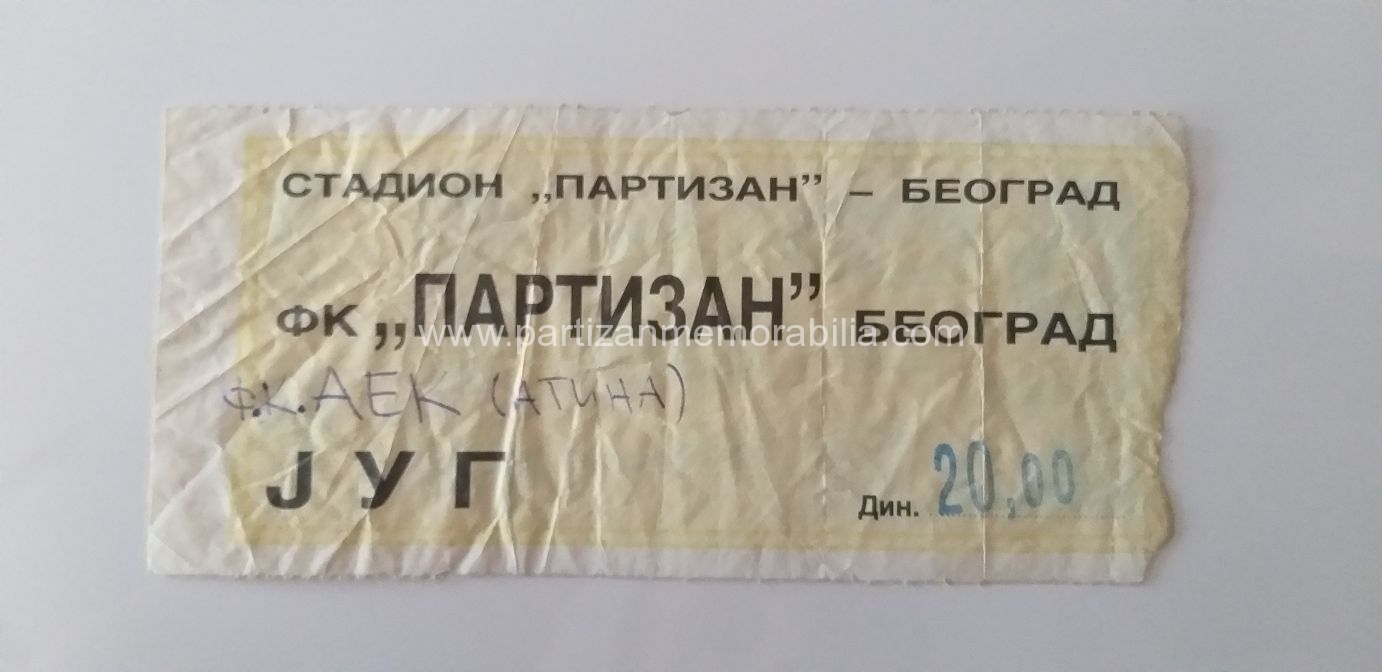 СТАДИОН „ПАРТИЗАН” – БЕОГРАД
ФК „ПАРТИЗАН” БЕОГРАД
www.partizanmemorabilia.com
Ф.К. АЕК (АТИНА)
ЈУГ
Дин. 20,00